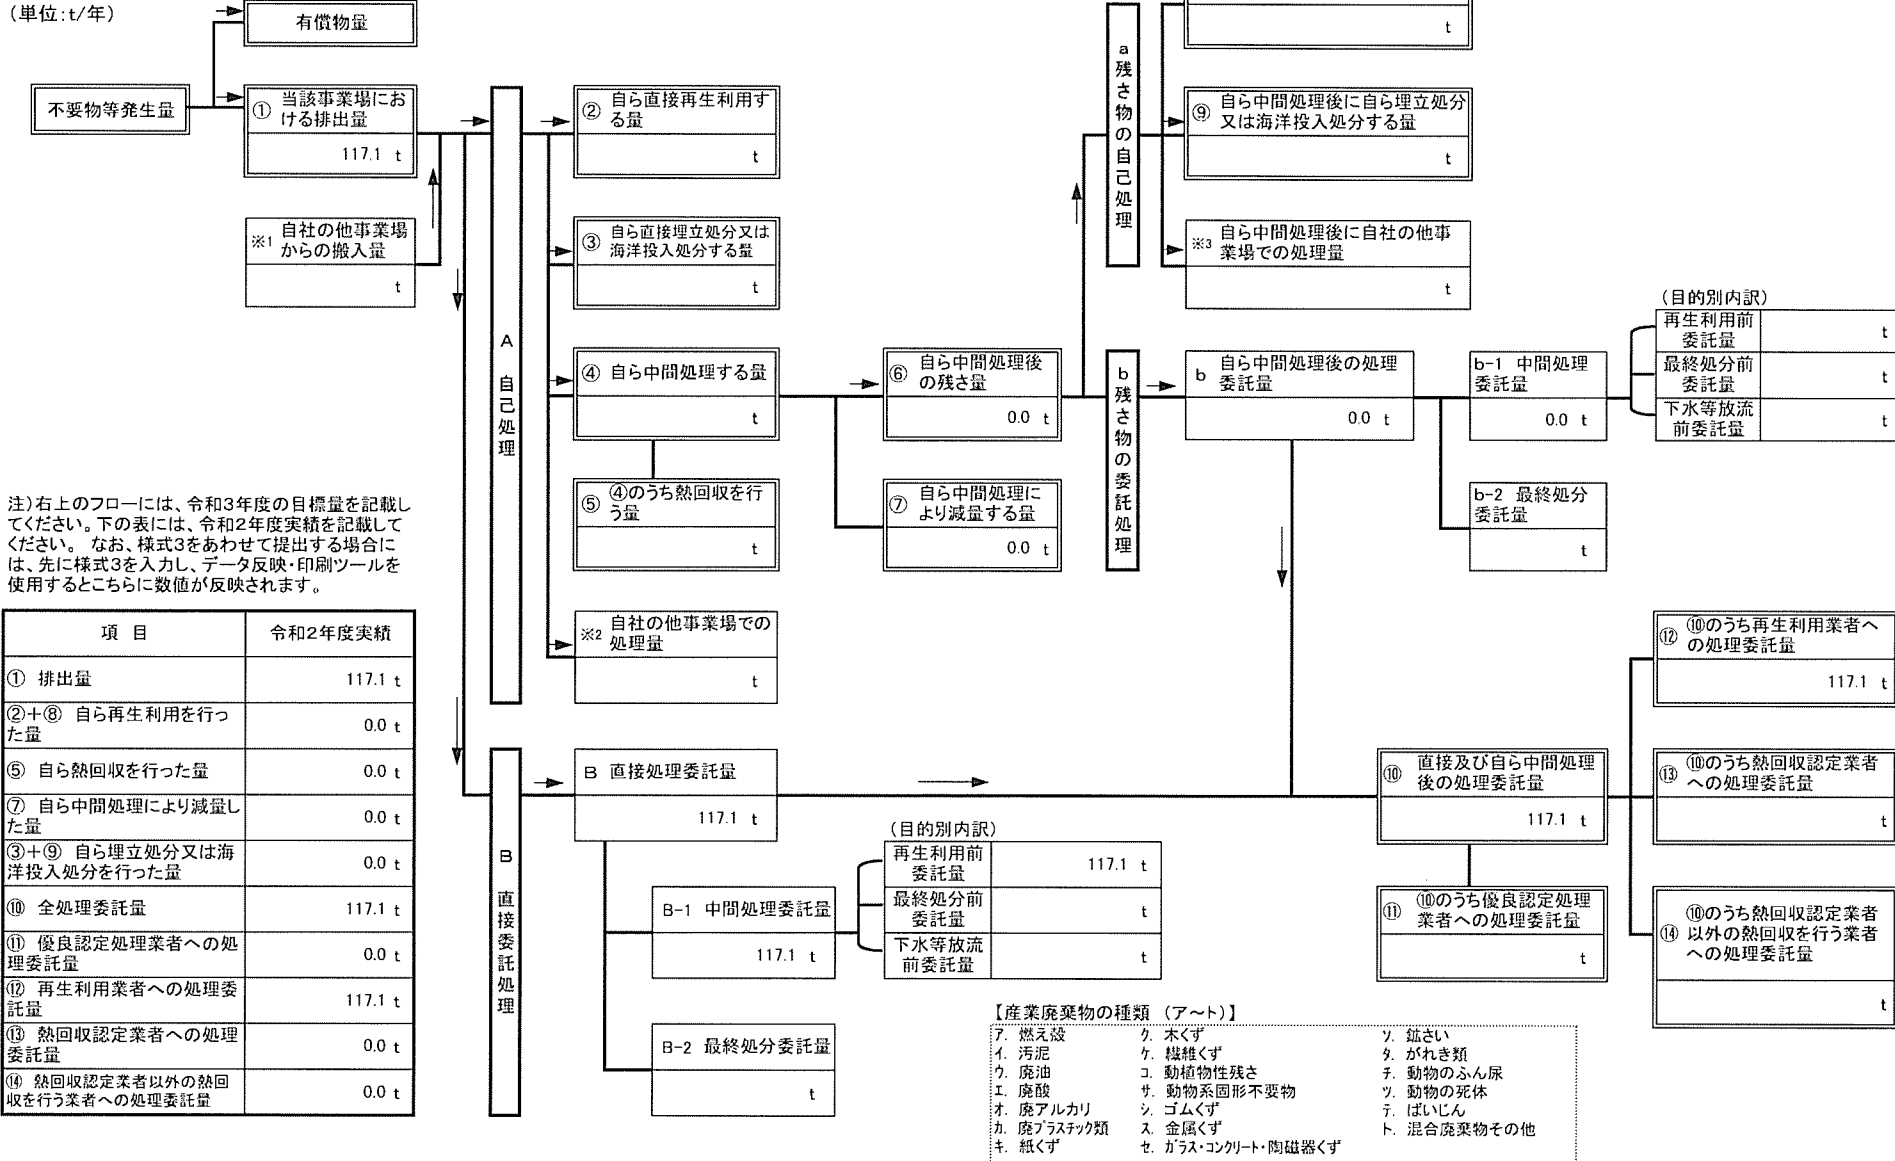 (単位:t/年)
有償物量
不要物等発生量
① 当該事業場にお
ける排出量
117.1 t
※1 自社の他事業場
からの搬入量
t
A 自己処理
② 自ら直接再生利用す
る量
t
③ 自ら直接埋立処分又は
海洋投入処分する量
t
④ 自ら中間処理する量
t
⑤ ④のうち熱回収を行
う量
t
※2 自社の他事業場での
処理量
t
⑥ 自ら中間処理後
の残さ量
0.0 t
⑦ 自ら中間処理に
より減量する量
0.0 t
a 残さ物の自己処理
t
⑨ 自ら中間処理後に自ら埋立処分
又は海洋投入処分する量
t
※3 自ら中間処理後に自社の他事
業場での処理量
t
b 残さ物の委託処理
b 自ら中間処理後の処理
委託量
0.0 t
b-1 中間処理
委託量
0.0 t
(目的別内訳)
再生利用前
委託量
t
最終処分前
委託量
t
下水等放流
前委託量
t
b-2 最終処分
委託量
t
注)右上のフローには、令和3年度の目標量を記載し
てください。下の表には、令和2年度実績を記載して
ください。 なお、様式3をあわせて提出する場合に
は、先に様式3を入力し、データ反映・印刷ツールを
使用するとこちらに数値が反映されます。
項 目 令和2年度実績
① 排出量 117.1 t
②+⑧ 自ら再生利用を行っ
た量 0.0 t
⑤ 自ら熱回収を行った量 0.0 t
⑦ 自ら中間処理により減量し
た量 0.0 t
③+⑨ 自ら埋立処分又は海
洋投入処分を行った量 0.0 t
⑩ 全処理委託量 117.1 t
⑪ 優良認定処理業者への処
理委託量 0.0 t
⑫ 再生利用業者への処理委
託量 117.1 t
⑬ 熱回収認定業者への処理
委託量 0.0 t
⑭ 熱回収認定業者以外の熱回
収を行う業者への処理委託量 0.0 t
B 直接委託処理
B 直接処理委託量
117.1 t
B-1 中間処理委託量
117.1 t
(目的別内訳)
再生利用前
委託量
117.1 t
最終処分前
委託量
t
下水等放流
前委託量
t
B-2 最終処分委託量
t
⑩ 直接及び自ら中間処理
後の処理委託量
117.1 t
⑪ ⑩のうち優良認定処理
業者への処理委託量
t
⑫ ⑩のうち再生利用業者へ
の処理委託量
117.1 t
⑬ ⑩のうち熱回収認定業者
への処理委託量
t
⑭ ⑩のうち熱回収認定業者
以外の熱回収を行う業者
への処理委託量
t
【産業廃棄物の種類 (ア~ト)】
ア. 燃え殻 ク. 木くず ソ. 鉱さい
イ. 汚泥 ケ. 繊維くず タ. がれき類
ウ. 廃油 コ. 動植物性残さ チ. 動物のふん尿
エ. 廃酸 サ. 動物系固形不要物 ツ. 動物の死体
オ. 廃アルカリ シ. ゴムくず テ. ばいじん
カ. 廃プラスチック類 ス. 金属くず ト. 混合廃棄物その他
キ. 紙くず セ. ガラス・コンクリート・陶磁器くず